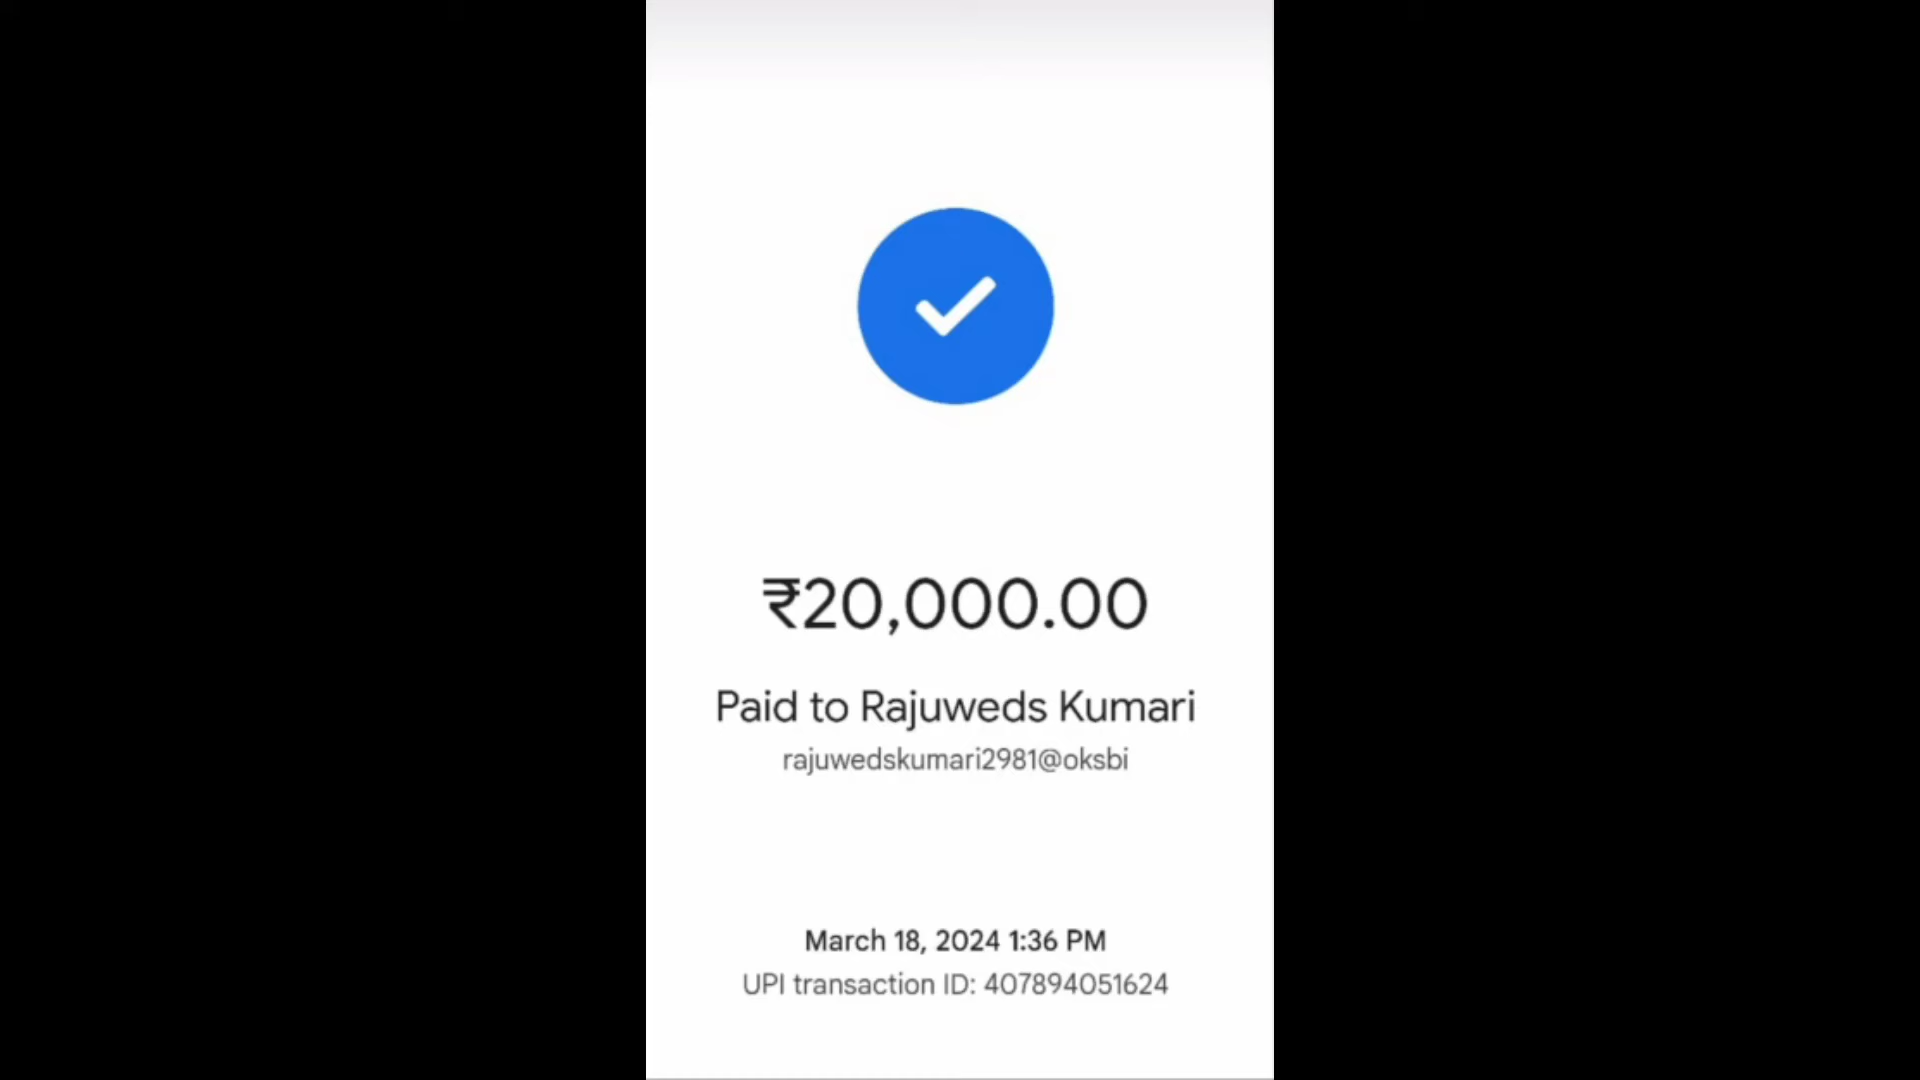 ₹20,000.00
Paid to Rajuweds Kumari
rajuwedskumari2981@oksbi
March 18, 2024 1:36 PM
UPI transaction ID: 407894051624